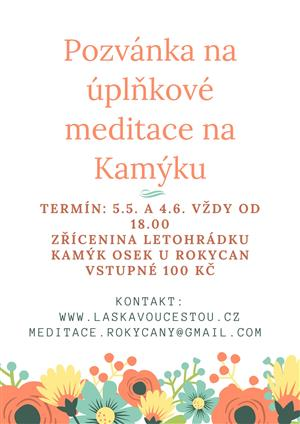 Pozvánka na
úplňkové
meditace na
Kamýku
TERMÍN: 5.5. A 4.6. VŽDY OD
18.00
ZŘÍCENINA LETOHRÁDKU
KAMÝK OSEK U ROKYCAN
VSTUPNÉ 100 KČ
KONTAKT:
WWW.LASKAVOUCESTOU.CZ
MEDITACE.ROKYCANY@GMAIL.COM